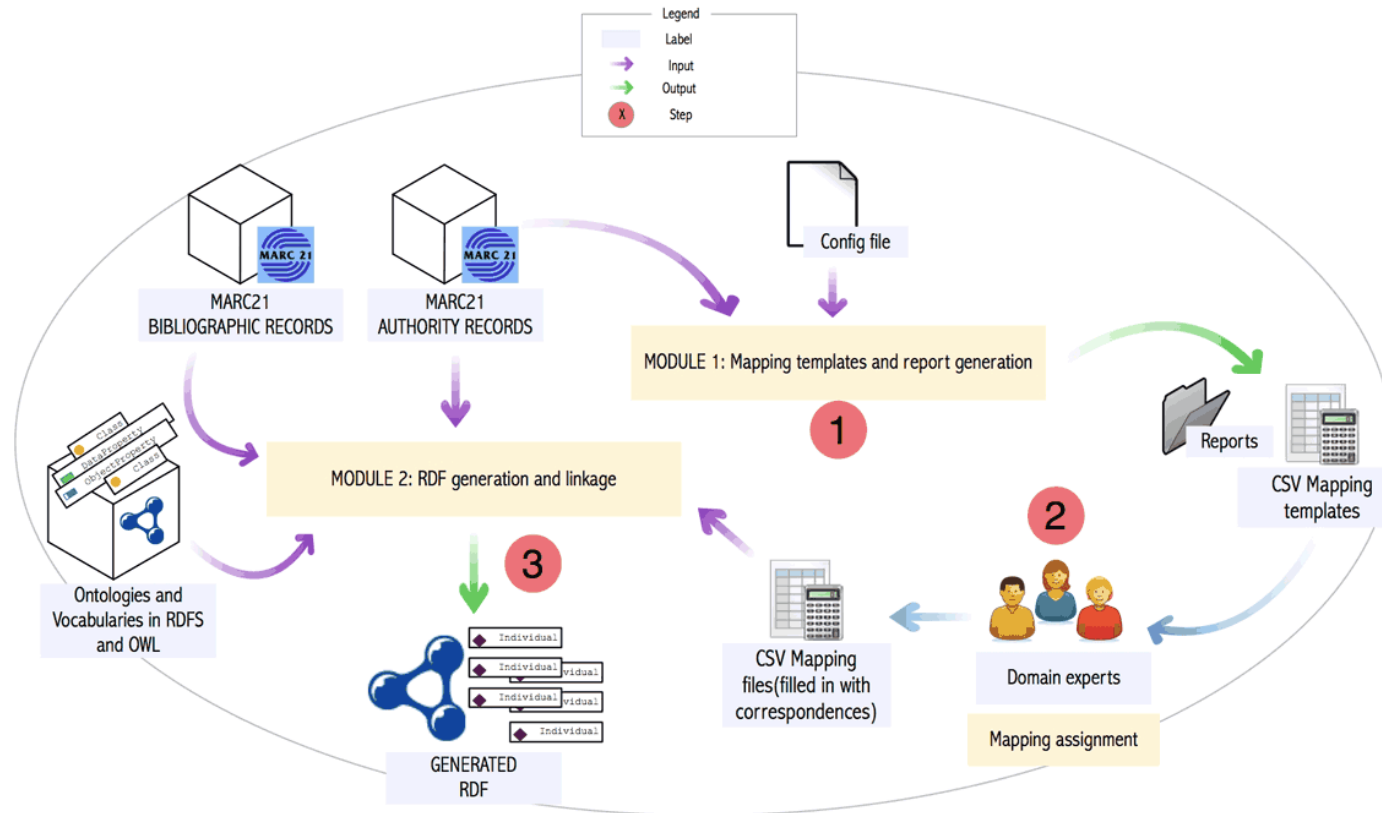 Legend
Label
Input
Output
X
Step
MARC 21
MARC21
BIBLIOGRAPHIC RECORDS
MARC 21
MARC21
AUTHORITY RECORDS
Config file
MODULE 1: Mapping templates and report generation
1
Reports
CSV Mapping
templates
Class
DataProperty
ObjectProperty
Class
Ontologies and
Vocabularies in RDFS
and OWL
MODULE 2: RDF generation and linkage
3
2
Domain experts
Mapping assignment
CSV Mapping
files(filled in with
correspondences)
Individual
Individual
vidual
Individual
vidual
Individual
GENERATED
RDF